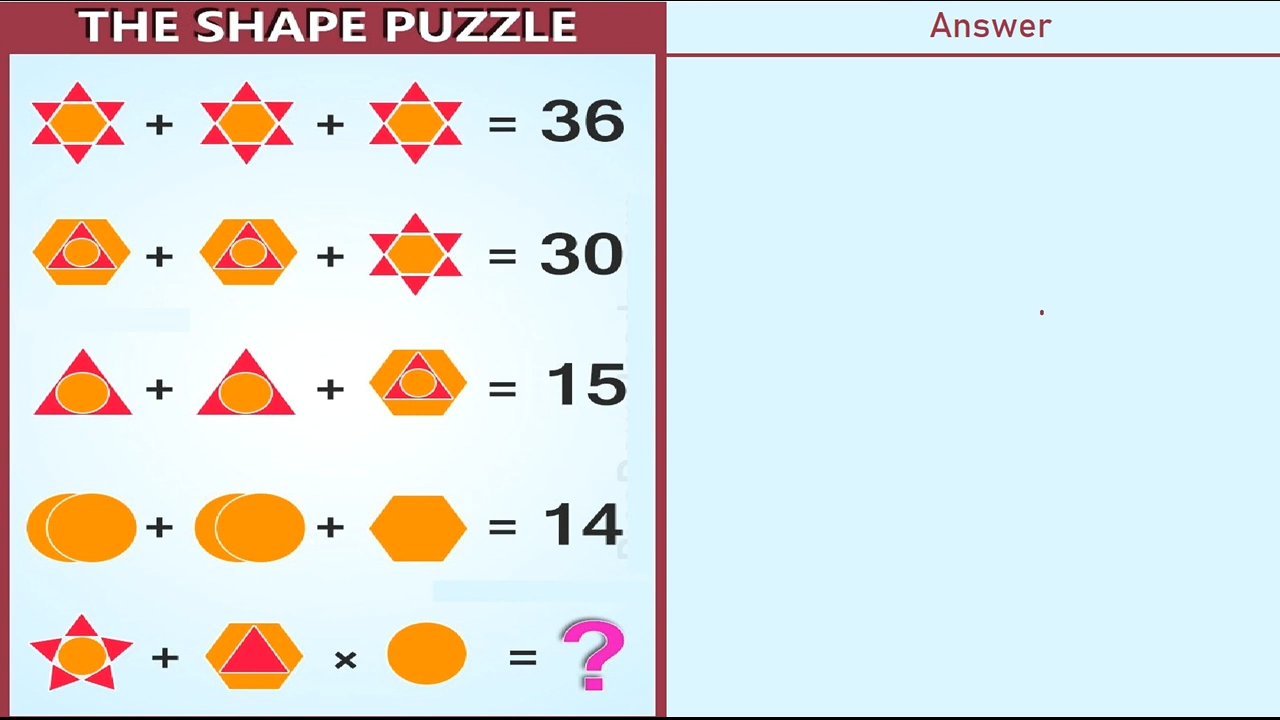 THE SHAPE PUZZLE
Answer
+ + = 36
+ + = 30
+ + = 15
+ + = 14
+ × = ?